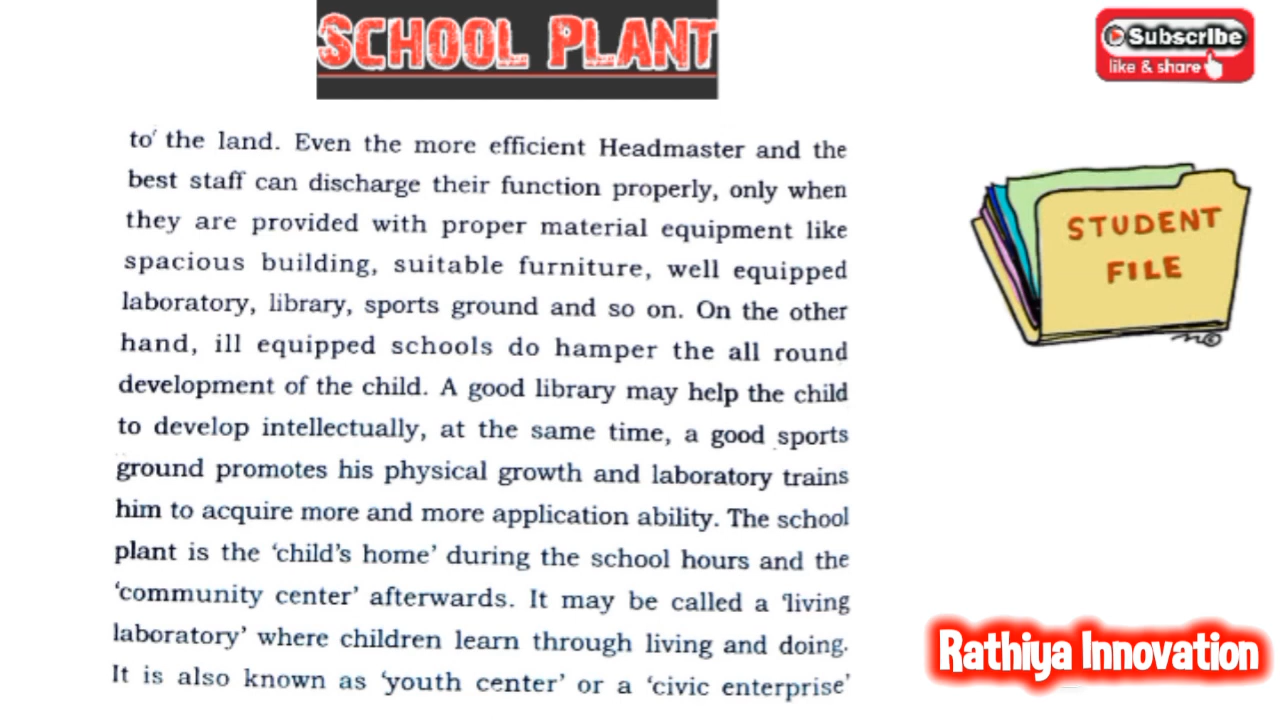 SCHOOL PLANT
Subscribe
like & share
to the land. Even the more efficient Headmaster and the
best staff can discharge their function properly, only when
they are provided with proper material equipment like
spacious building, suitable furniture, well equipped
laboratory, library, sports ground and so on. On the other
hand, ill equipped schools do hamper the all round
development of the child. A good library may help the child
to develop intellectually, at the same time, a good sports
ground promotes his physical growth and laboratory trains
him to acquire more and more application ability. The school
plant is the ‘child’s home’ during the school hours and the
‘community center’ afterwards. It may be called a ‘living
laboratory’ where children learn through living and doing.
It is also known as ‘youth center’ or a ‘civic enterprise’
STUDENT
FILE
Rathiya Innovation